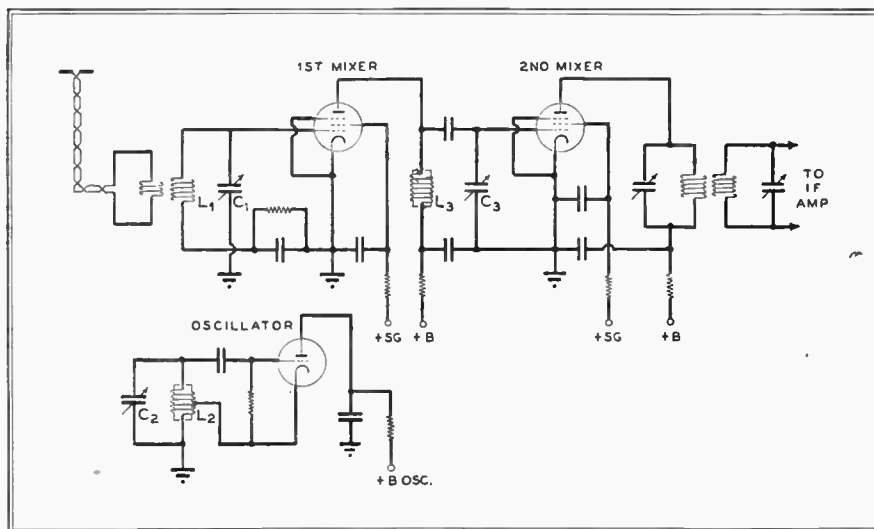 1ST MIXER
2ND MIXER
L1
C1
L3
C3
TO
IF
AMP
+SG
+B
+SG
+B
OSCILLATOR
C2
L2
+B OSC.